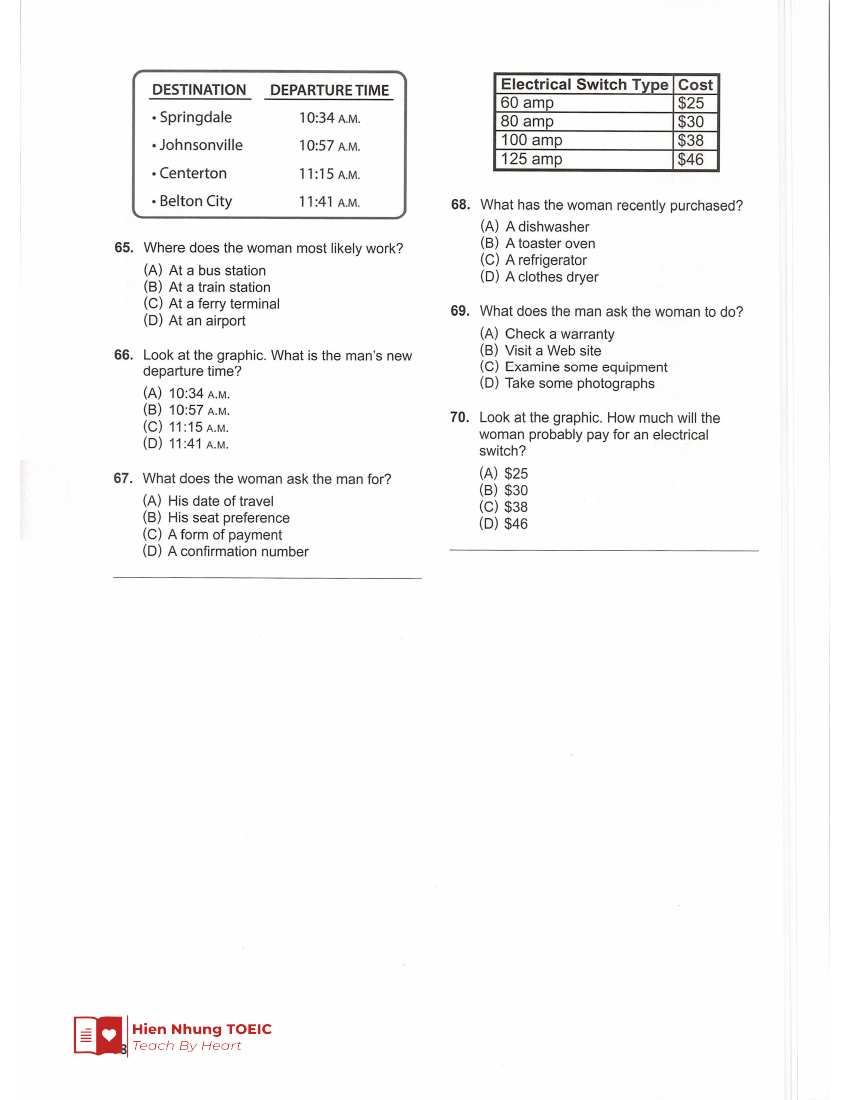 DESTINATION DEPARTURE TIME
• Springdale 10:34 A.M.
• Johnsonville 10:57 A.M.
• Centerton 11:15 A.M.
• Belton City 11:41 A.M.
65. Where does the woman most likely work?
(A) At a bus station
(B) At a train station
(C) At a ferry terminal
(D) At an airport
66. Look at the graphic. What is the man's new
departure time?
(A) 10:34 A.M.
(B) 10:57 A.M.
(C) 11:15 A.M.
(D) 11:41 A.M.
67. What does the woman ask the man for?
(A) His date of travel
(B) His seat preference
(C) A form of payment
(D) A confirmation number
Electrical Switch Type Cost
60 amp $25
80 amp $30
100 amp $38
125 amp $46
68. What has the woman recently purchased?
(A) A dishwasher
(B) A toaster oven
(C) A refrigerator
(D) A clothes dryer
69. What does the man ask the woman to do?
(A) Check a warranty
(B) Visit a Web site
(C) Examine some equipment
(D) Take some photographs
70. Look at the graphic. How much will the
woman probably pay for an electrical
switch?
(A) $25
(B) $30
(C) $38
(D) $46
Hien Nhung TOEIC
Teach By Heart